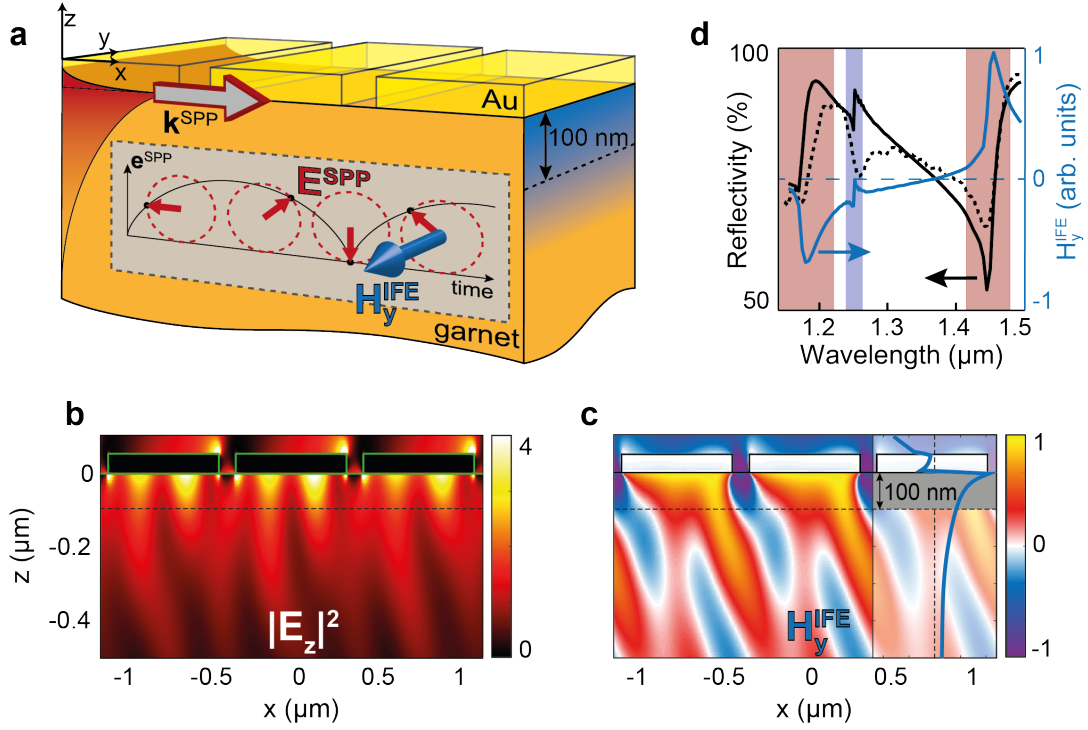 a
z
y
x
k^SPP
Au
100 nm
e^SPP
E^SPP
H_y^IFE
time
garnet
d
100
50
Reflectivity (%)
1.2
1.3
1.4
1.5
Wavelength (μm)
1
0
-1
H_y^IFE (arb. units)
b
0
-0.2
-0.4
z (μm)
|E_z|²
4
0
-1
-0.5
0
0.5
1
x (μm)
c
100 nm
H_y^IFE
1
0
-1
-1
-0.5
0
0.5
1
x (μm)